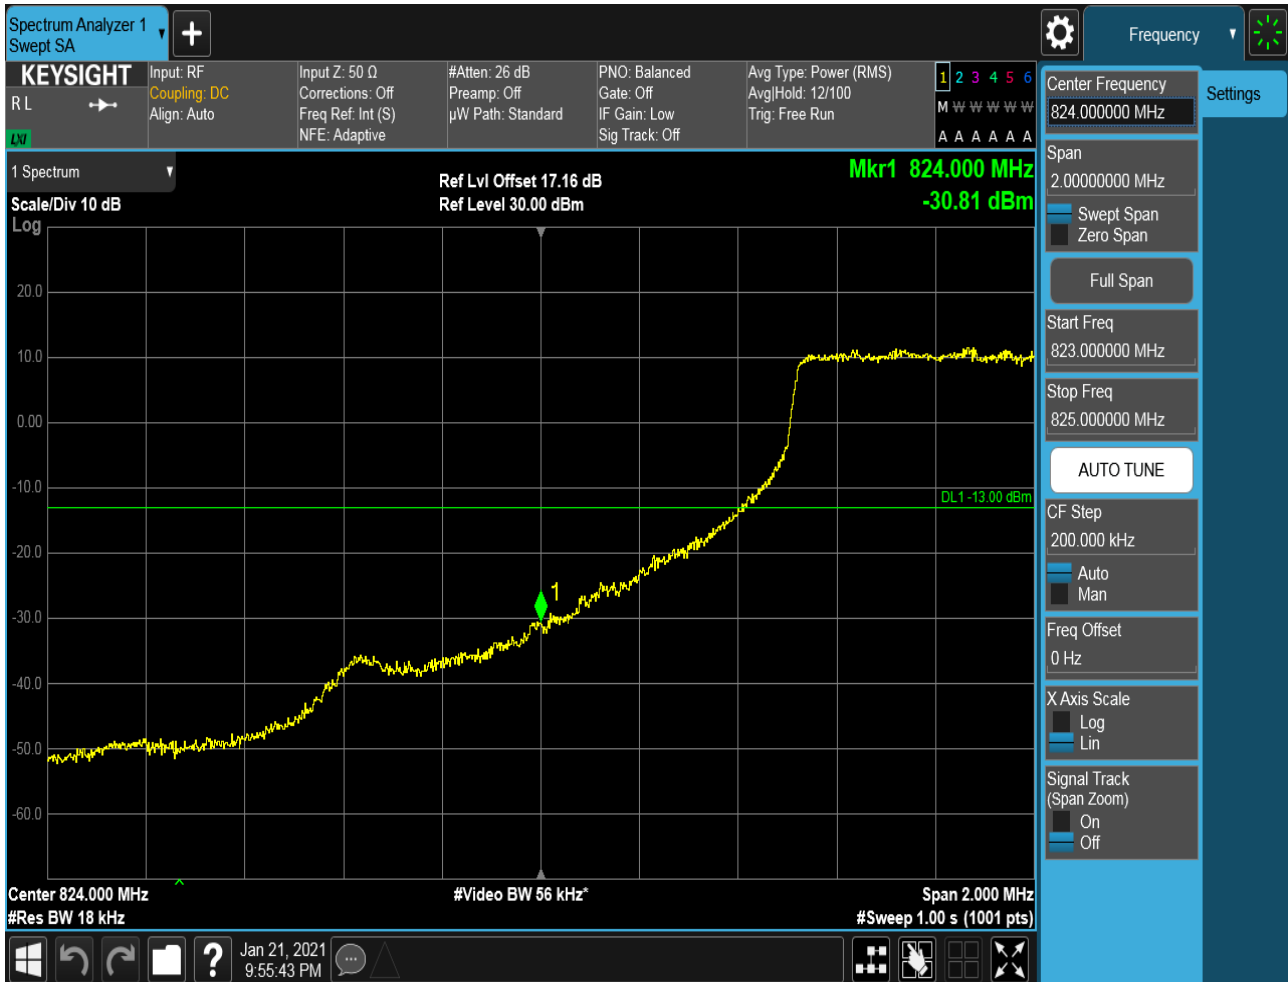 Spectrum Analyzer 1
Swept SA
Frequency
KEYSIGHT
R L
LXI
Input: RF
Coupling: DC
Align: Auto
Input Z: 50 Ω
Corrections: Off
Freq Ref: Int (S)
NFE: Adaptive
#Atten: 26 dB
Preamp: Off
µW Path: Standard
PNO: Balanced
Gate: Off
IF Gain: Low
Sig Track: Off
Avg Type: Power (RMS)
Avg|Hold: 12/100
Trig: Free Run
1 2 3 4 5 6
M W W W W W
A A A A A A
1 Spectrum
Scale/Div 10 dB
Log
Ref Lvl Offset 17.16 dB
Ref Level 30.00 dBm
Mkr1 824.000 MHz
-30.81 dBm
20.0
10.0
0.00
-10.0
-20.0
-30.0
-40.0
-50.0
-60.0
DL1 -13.00 dBm
1
Center 824.000 MHz
#Res BW 18 kHz
#Video BW 56 kHz*
Span 2.000 MHz
#Sweep 1.00 s (1001 pts)
?
Jan 21, 2021
9:55:43 PM
Center Frequency
824.000000 MHz
Settings
Span
2.00000000 MHz
Swept Span
Zero Span
Full Span
Start Freq
823.000000 MHz
Stop Freq
825.000000 MHz
AUTO TUNE
CF Step
200.000 kHz
Auto
Man
Freq Offset
0 Hz
X Axis Scale
Log
Lin
Signal Track
(Span Zoom)
On
Off